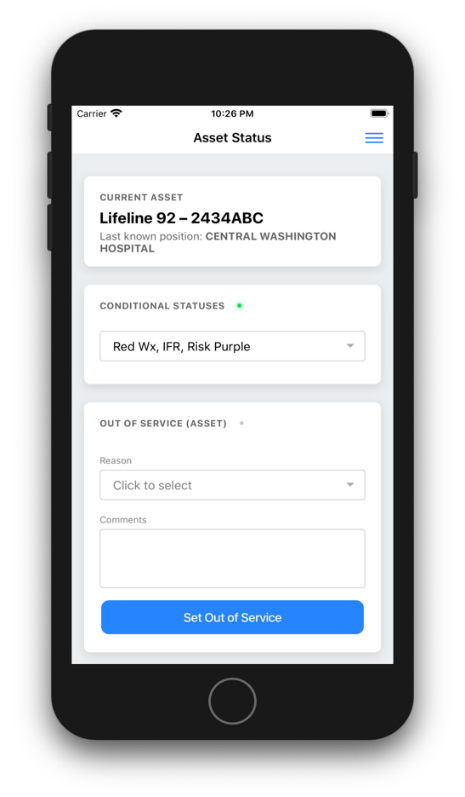 Carrier 10:26 PM
Asset Status
CURRENT ASSET
Lifeline 92 – 2434ABC
Last known position: CENTRAL WASHINGTON
HOSPITAL
CONDITIONAL STATUSES
Red Wx, IFR, Risk Purple
OUT OF SERVICE (ASSET)
Reason
Click to select
Comments
Set Out of Service